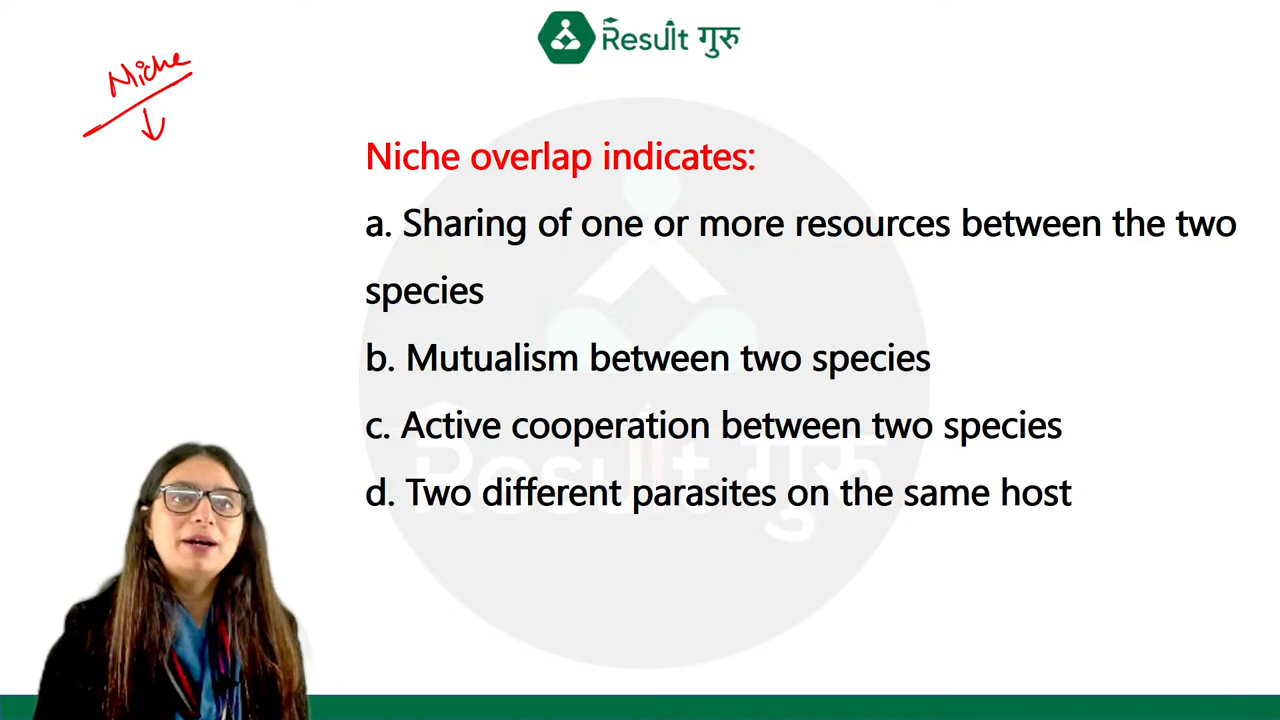 Result गुरु
Niche
Niche overlap indicates:
a. Sharing of one or more resources between the two
species
b. Mutualism between two species
c. Active cooperation between two species
d. Two different parasites on the same host
Result गुरु